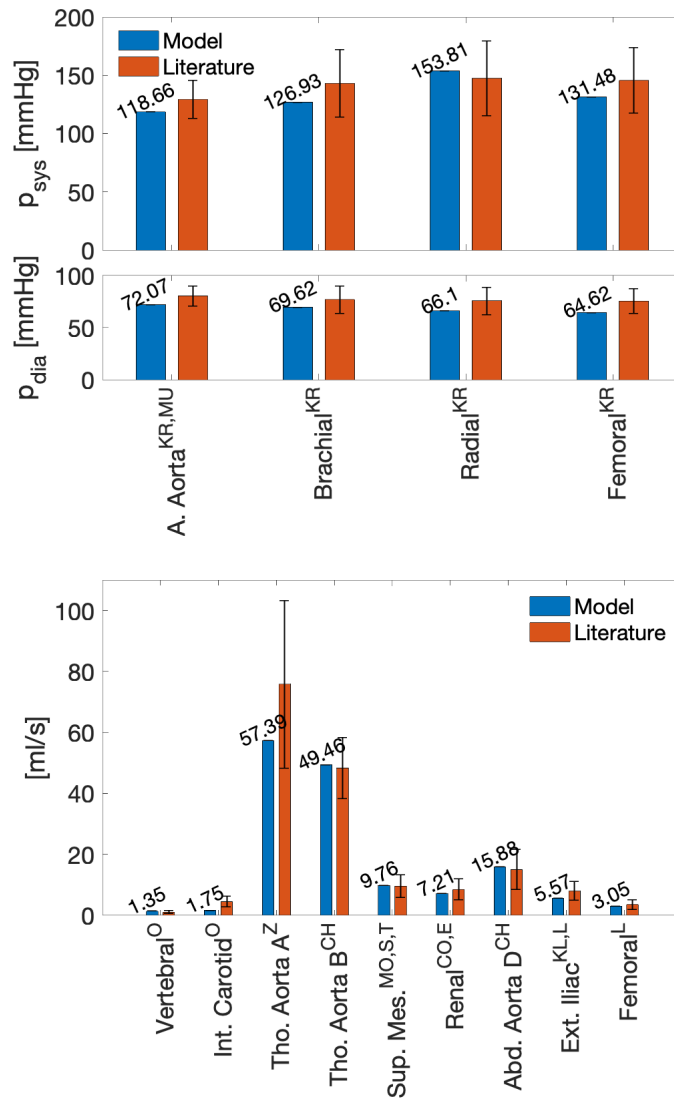 200
150
100
50
0
p_sys [mmHg]
Model
Literature
118.66
126.93
153.81
131.48
100
50
0
p_dia [mmHg]
72.07
69.62
66.1
64.62
A. Aorta^KR,MU
Brachial^KR
Radial^KR
Femoral^KR
100
80
60
40
20
0
[ml/s]
Model
Literature
1.35
1.75
57.39
49.46
9.76
7.21
15.88
5.57
3.05
Vertebral^O
Int. Carotid^O
Tho. Aorta A^Z
Tho. Aorta B^CH
Sup. Mes.^MO,S,T
Renal^CO,E
Abd. Aorta D^CH
Ext. Iliac^KL,L
Femoral^L